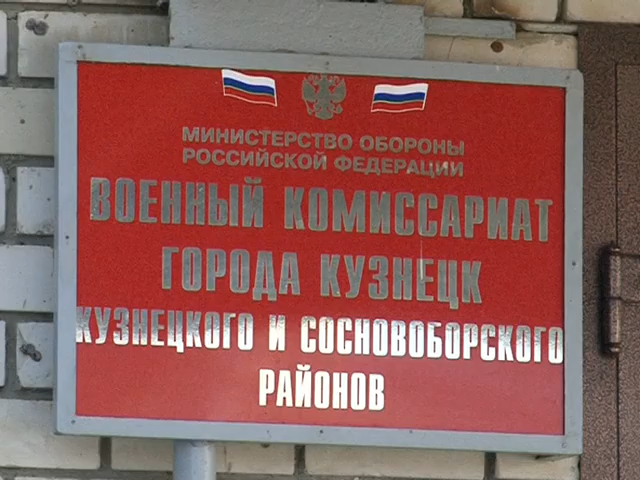 МИНИСТЕРСТВО ОБОРОНЫ
РОССИЙСКОЙ ФЕДЕРАЦИИ
ВОЕННЫЙ КОМИССАРИАТ
ГОРОДА КУЗНЕЦК
КУЗНЕЦКОГО И СОСНОВОБОРСКОГО
РАЙОНОВ